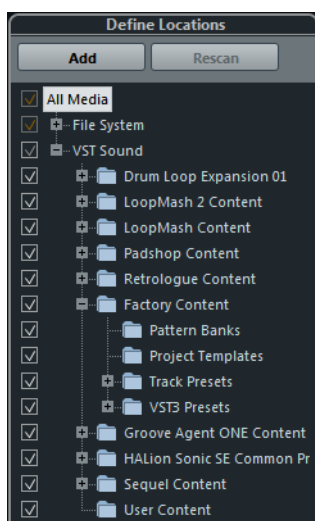 Define Locations
Add Rescan
All Media
File System
VST Sound
Drum Loop Expansion 01
LoopMash 2 Content
LoopMash Content
Padshop Content
Retrologue Content
Factory Content
Pattern Banks
Project Templates
Track Presets
VST3 Presets
Groove Agent ONE Content
HALion Sonic SE Common Pr
Sequel Content
User Content